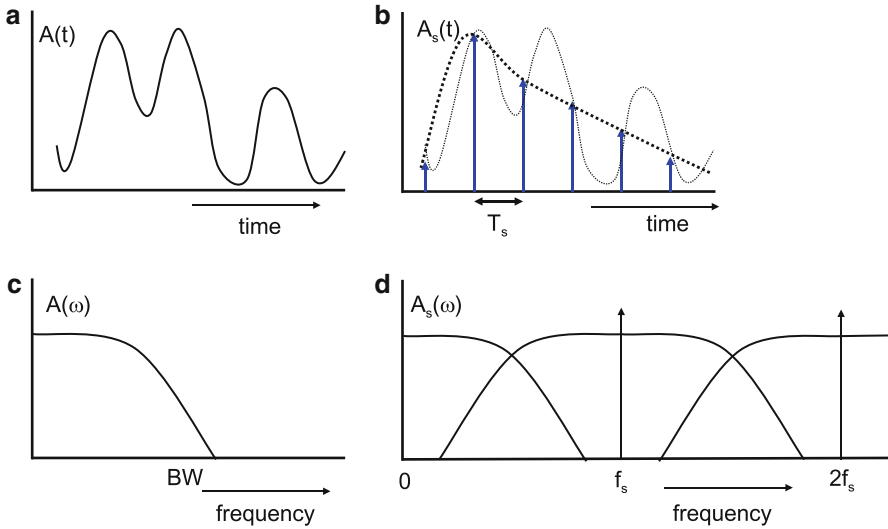 a
A(t)
time
b
Aₛ(t)
Tₛ
time
c
A(ω)
BW
frequency
d
Aₛ(ω)
0
fₛ
2fₛ
frequency